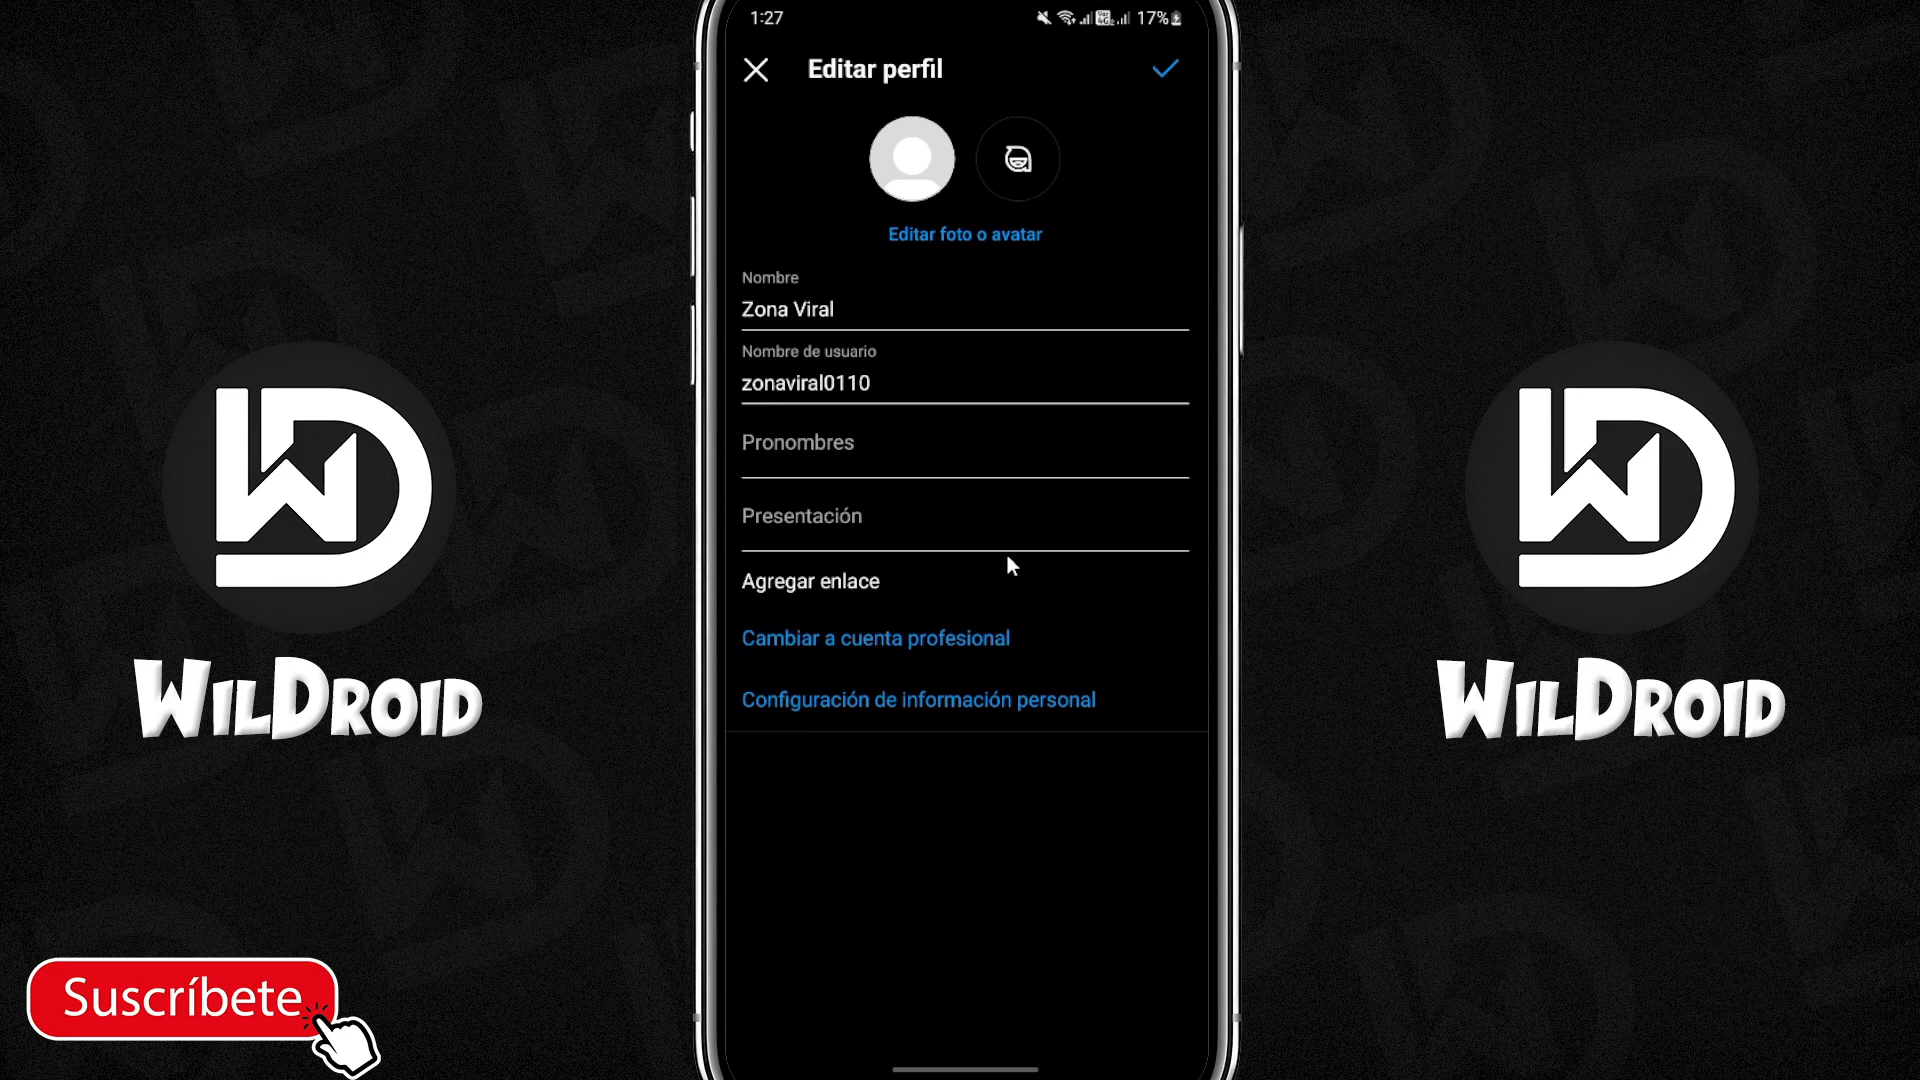 1:27
17%
Editar perfil
Editar foto o avatar
Nombre
Zona Viral
Nombre de usuario
zonaviral0110
Pronombres
Presentación
Agregar enlace
Cambiar a cuenta profesional
Configuración de información personal
WILDROID
WILDROID
Suscríbete